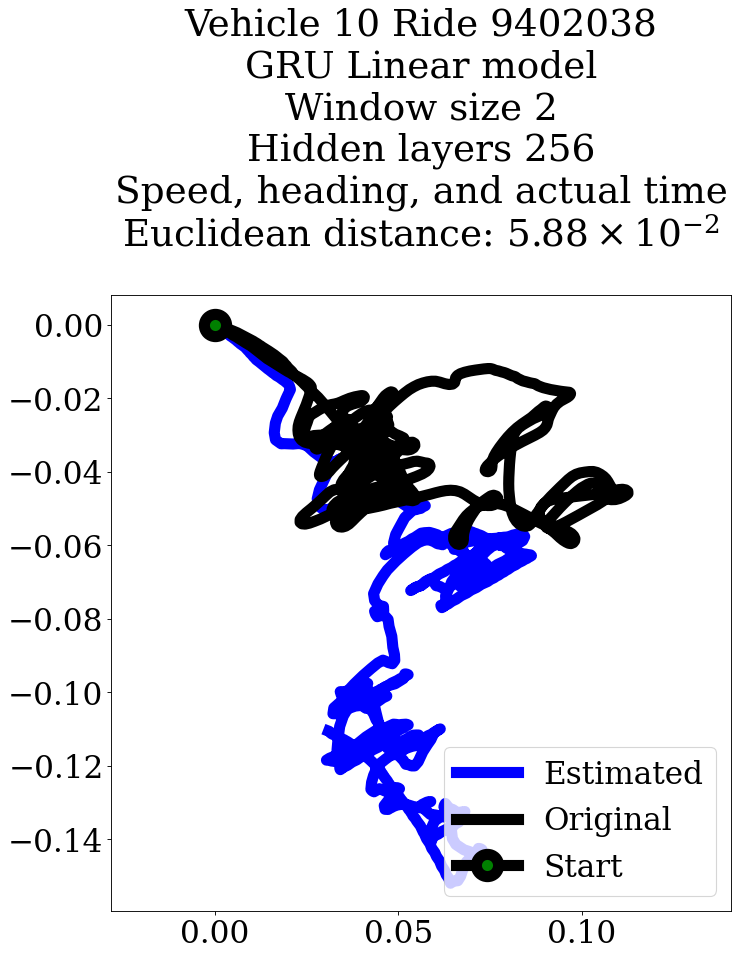 Vehicle 10 Ride 9402038
GRU Linear model
Window size 2
Hidden layers 256
Speed, heading, and actual time
Euclidean distance: 5.88 × 10⁻²
0.00
−0.02
−0.04
−0.06
−0.08
−0.10
−0.12
−0.14
Estimated
Original
Start
0.00 0.05 0.10